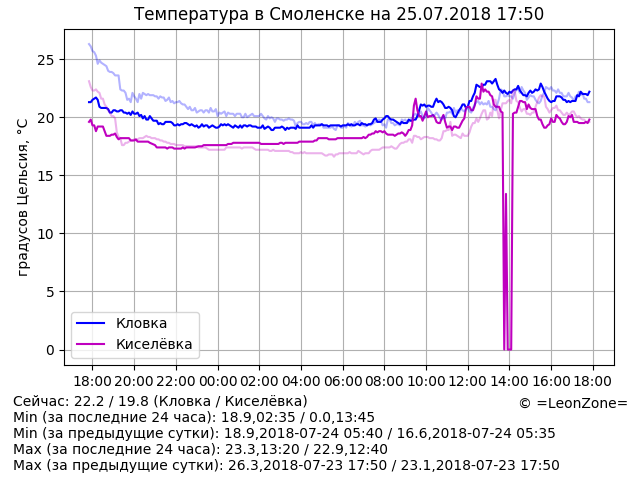 Температура в Смоленске на 25.07.2018 17:50
градусов Цельсия, °C
25
20
15
10
5
0
Кловка
Киселёвка
18:00 20:00 22:00 00:00 02:00 04:00 06:00 08:00 10:00 12:00 14:00 16:00 18:00
Сейчас: 22.2 / 19.8 (Кловка / Киселёвка)
© =LeonZone=
Min (за последние 24 часа): 18.9,02:35 / 0.0,13:45
Min (за предыдущие сутки): 18.9,2018-07-24 05:40 / 16.6,2018-07-24 05:35
Max (за последние 24 часа): 23.3,13:20 / 22.9,12:40
Max (за предыдущие сутки): 26.3,2018-07-23 17:50 / 23.1,2018-07-23 17:50